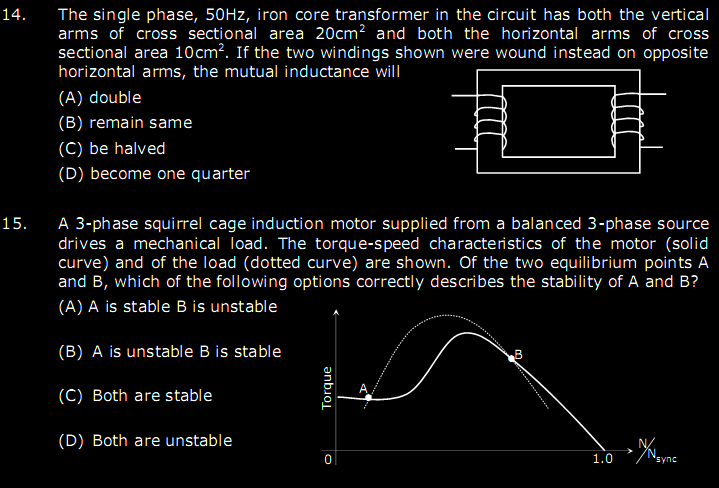 14. The single phase, 50Hz, iron core transformer in the circuit has both the vertical
arms of cross sectional area 20cm² and both the horizontal arms of cross
sectional area 10cm². If the two windings shown were wound instead on opposite
horizontal arms, the mutual inductance will
(A) double
(B) remain same
(C) be halved
(D) become one quarter
15. A 3-phase squirrel cage induction motor supplied from a balanced 3-phase source
drives a mechanical load. The torque-speed characteristics of the motor (solid
curve) and of the load (dotted curve) are shown. Of the two equilibrium points A
and B, which of the following options correctly describes the stability of A and B?
(A) A is stable B is unstable
(B) A is unstable B is stable
(C) Both are stable
(D) Both are unstable
Torque
A
B
0
1.0
N/Nsync